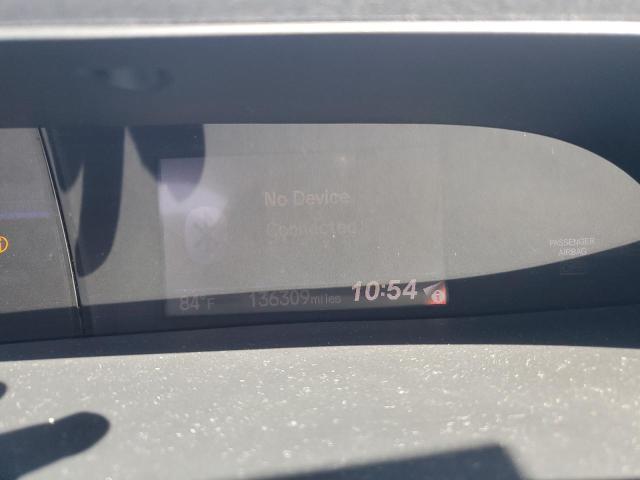 No Device
Connected!
PASSENGER
AIRBAG
84°F 136309miles 10:54